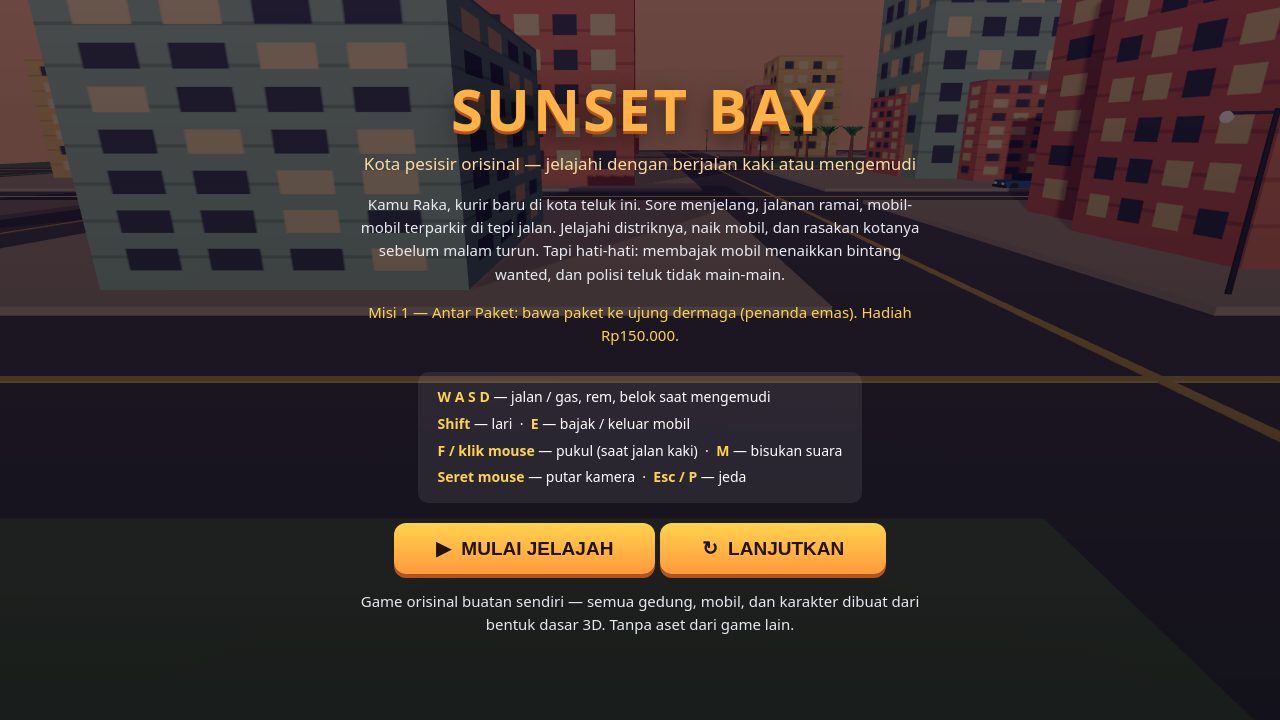 SUNSET BAY
Kota pesisir orisinal — jelajahi dengan berjalan kaki atau mengemudi
Kamu Raka, kurir baru di kota teluk ini. Sore menjelang, jalanan ramai, mobil-
mobil terparkir di tepi jalan. Jelajahi distriknya, naik mobil, dan rasakan kotanya
sebelum malam turun. Tapi hati-hati: membajak mobil menaikkan bintang
wanted, dan polisi teluk tidak main-main.
Misi 1 — Antar Paket: bawa paket ke ujung dermaga (penanda emas). Hadiah
Rp150.000.
W A S D — jalan / gas, rem, belok saat mengemudi
Shift — lari · E — bajak / keluar mobil
F / klik mouse — pukul (saat jalan kaki) · M — bisukan suara
Seret mouse — putar kamera · Esc / P — jeda
▶ MULAI JELAJAH
↻ LANJUTKAN
Game orisinal buatan sendiri — semua gedung, mobil, dan karakter dibuat dari
bentuk dasar 3D. Tanpa aset dari game lain.